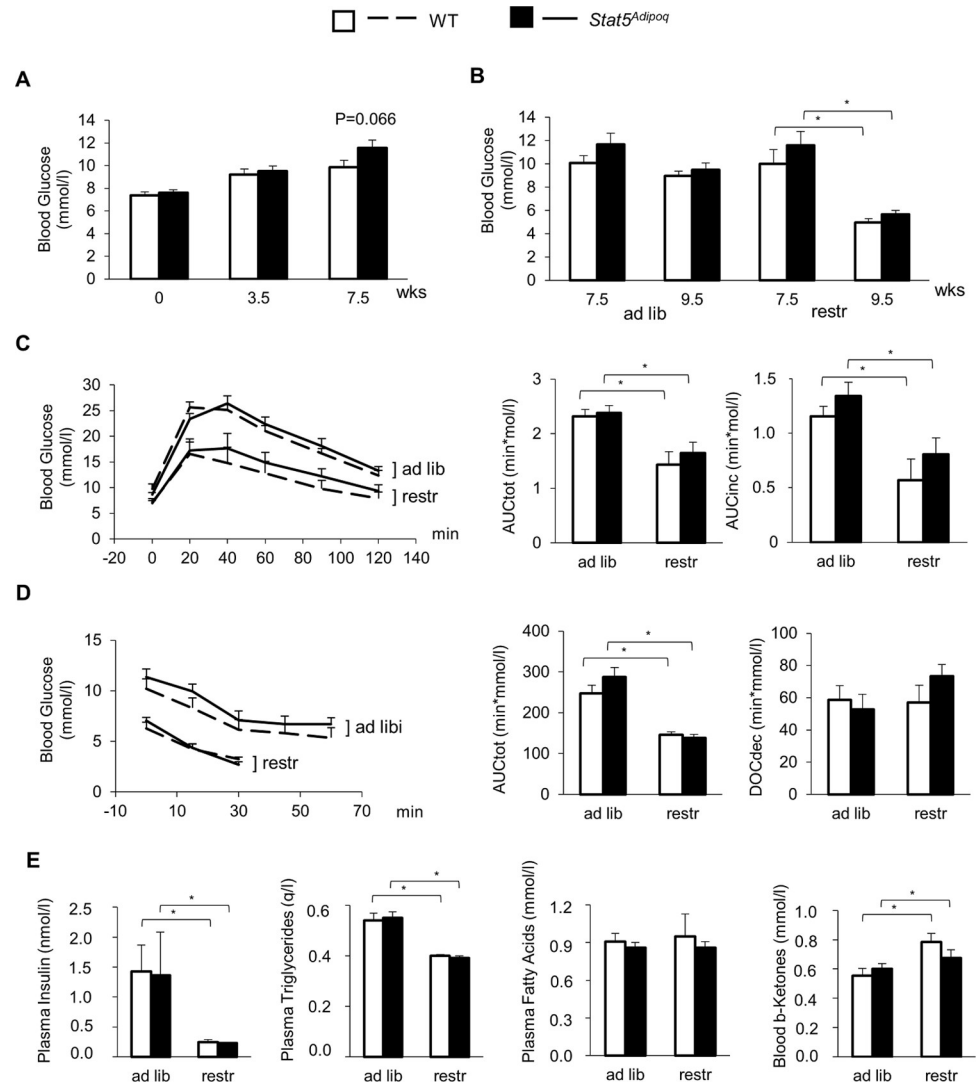 WT Stat5Adipoq
A
Blood Glucose
(mmol/l)
14
12
10
8
6
4
2
0
P=0.066
0 3.5 7.5 wks
B
Blood Glucose
(mmol/l)
14
12
10
8
6
4
2
0
*
*
7.5 9.5 7.5 9.5 wks
ad lib restr
C
Blood Glucose
(mmol/l)
30
25
20
15
10
5
0
] ad lib
] restr
min
-20 0 20 40 60 80 100 120 140
AUCtot (min*mol/l)
3
2
1
0
*
*
ad lib restr
AUCinc (min*mol/l)
1.5
1.0
0.5
0.0
*
*
ad lib restr
D
Blood Glucose
(mmol/l)
15
10
5
0
] ad libi
] restr
-10 10 30 50 70 min
AUCtot (min*mmol/l)
400
300
200
100
0
*
*
ad lib restr
DOCdec (min*mmol/l)
100
80
60
40
20
0
ad lib restr
E
Plasma Insulin (nmol/l)
2.5
2.0
1.5
1.0
0.5
0.0
*
*
ad lib restr
Plasma Triglycerides (q/l)
0.6
0.4
0.2
0.0
*
*
ad lib restr
Plasma Fatty Acids (mmol/l)
1.2
0.9
0.6
0.3
0.0
ad lib restr
Blood b-Ketones (mmol/l)
1.0
0.8
0.6
0.4
0.2
0.0
*
*
ad lib restr